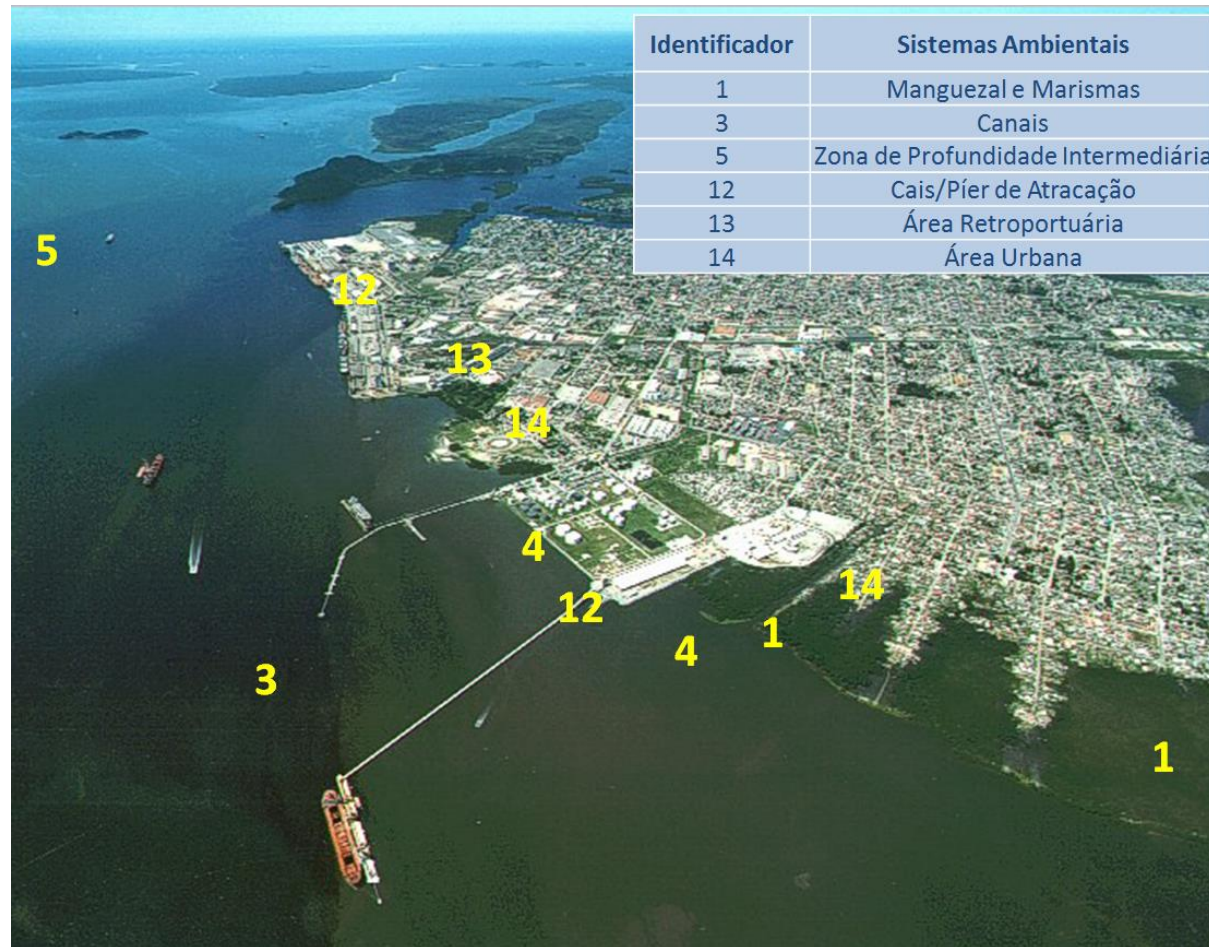 Identificador Sistemas Ambientais
1 Manguezal e Marismas
3 Canais
5 Zona de Profundidade Intermediária
12 Cais/Píer de Atracação
13 Área Retroportuária
14 Área Urbana
5
12
13
14
4
14
12
1
4
3
1